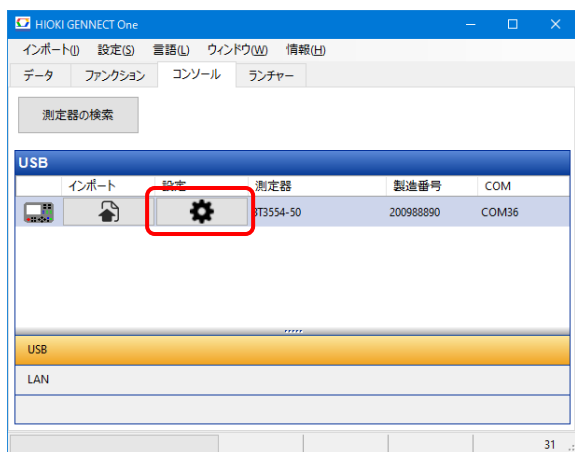 HIOKI GENNECT One
インポート(I) 設定(S) 言語(L) ウィンドウ(W) 情報(H)
データ ファンクション コンソール ランチャー
測定器の検索
USB
インポート 設定 測定器 製造番号 COM
BT3554-50 200988890 COM36
USB
LAN
31